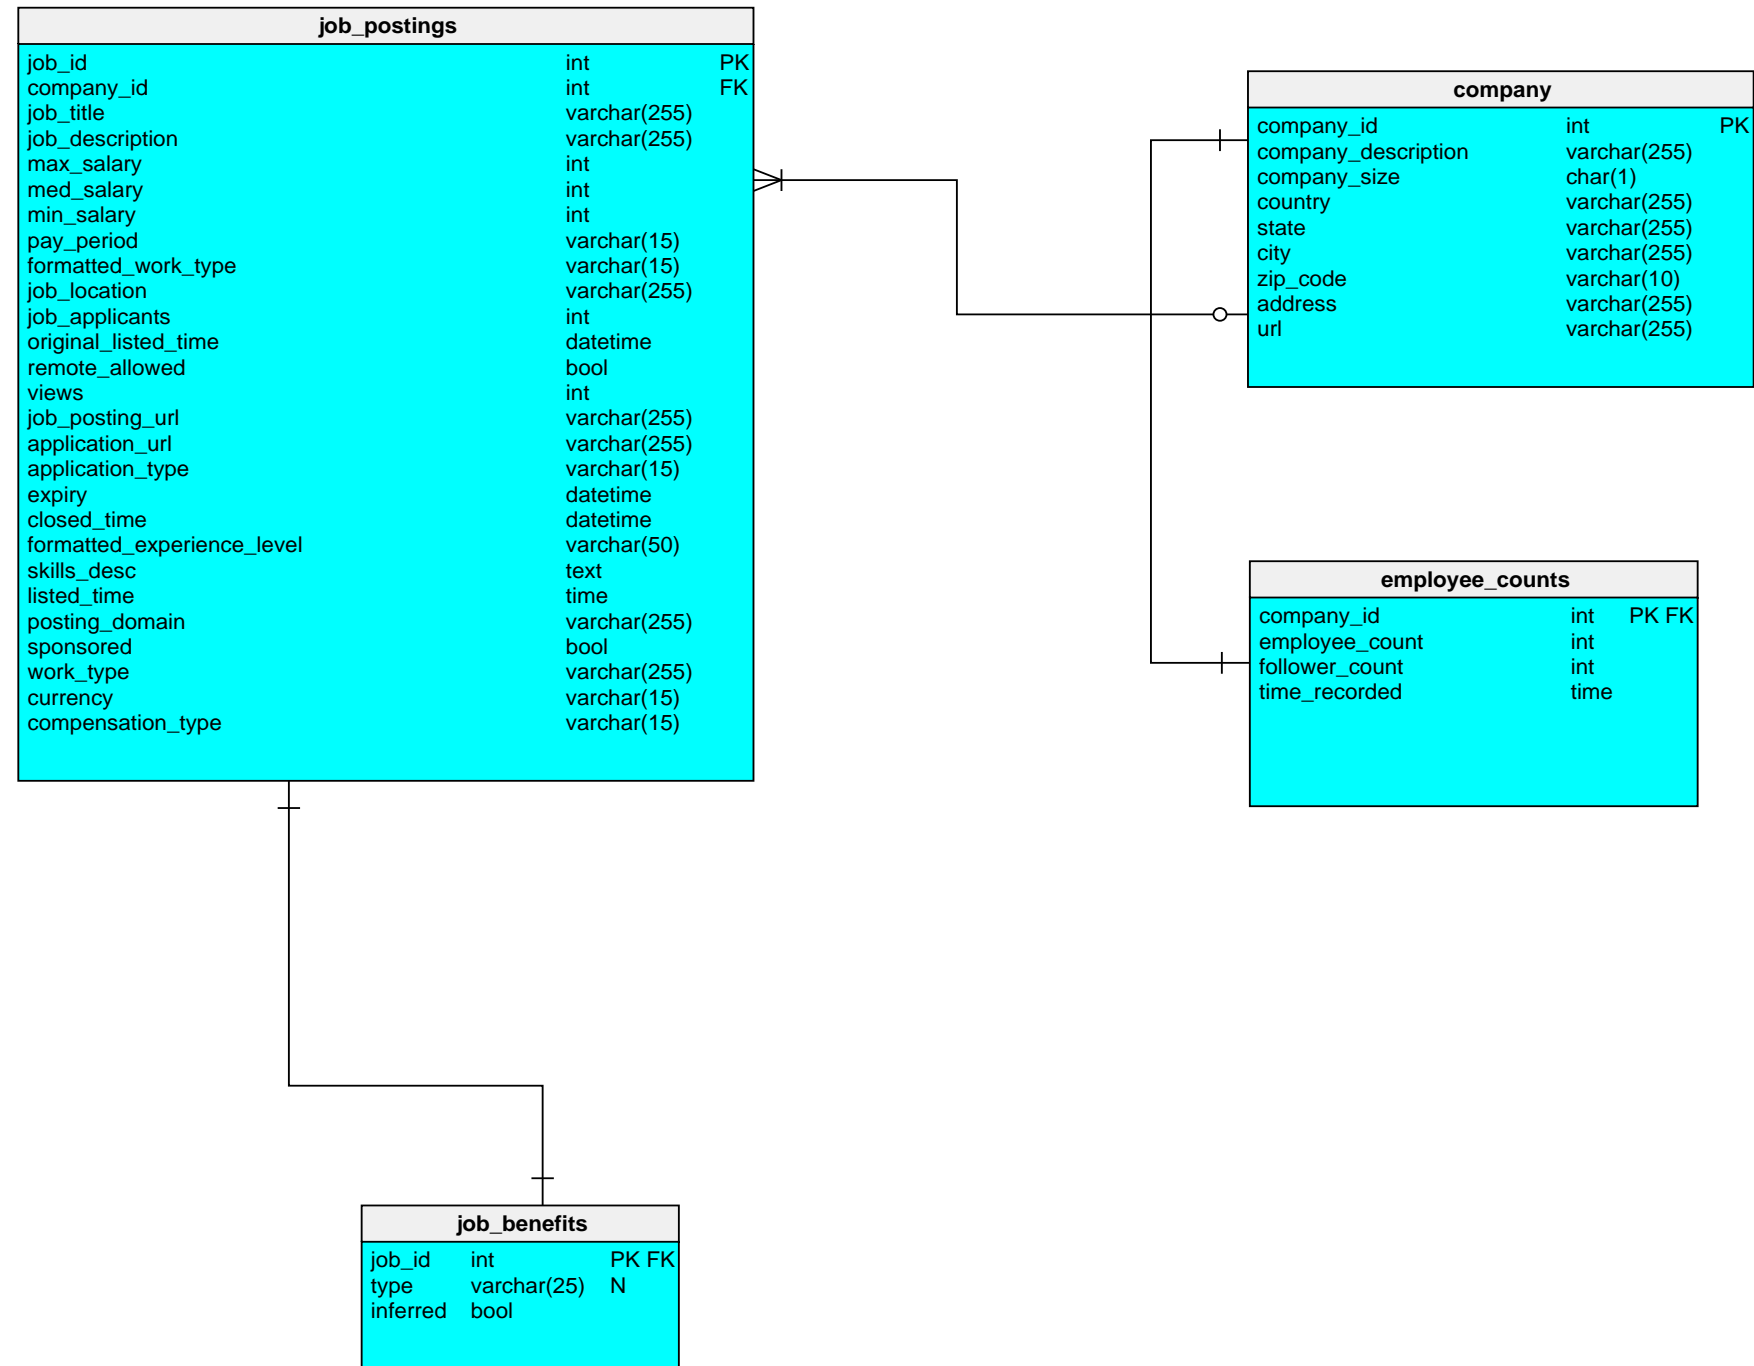 job_postings
job_id int PK
company_id int FK
job_title varchar(255)
job_description varchar(255)
max_salary int
med_salary int
min_salary int
pay_period varchar(15)
formatted_work_type varchar(15)
job_location varchar(255)
job_applicants int
original_listed_time datetime
remote_allowed bool
views int
job_posting_url varchar(255)
application_url varchar(255)
application_type varchar(15)
expiry datetime
closed_time datetime
formatted_experience_level varchar(50)
skills_desc text
listed_time time
posting_domain varchar(255)
sponsored bool
work_type varchar(255)
currency varchar(15)
compensation_type varchar(15)
company
company_id int PK
company_description varchar(255)
company_size char(1)
country varchar(255)
state varchar(255)
city varchar(255)
zip_code varchar(10)
address varchar(255)
url varchar(255)
employee_counts
company_id int PK FK
employee_count int
follower_count int
time_recorded time
job_benefits
job_id int PK FK
type varchar(25) N
inferred bool